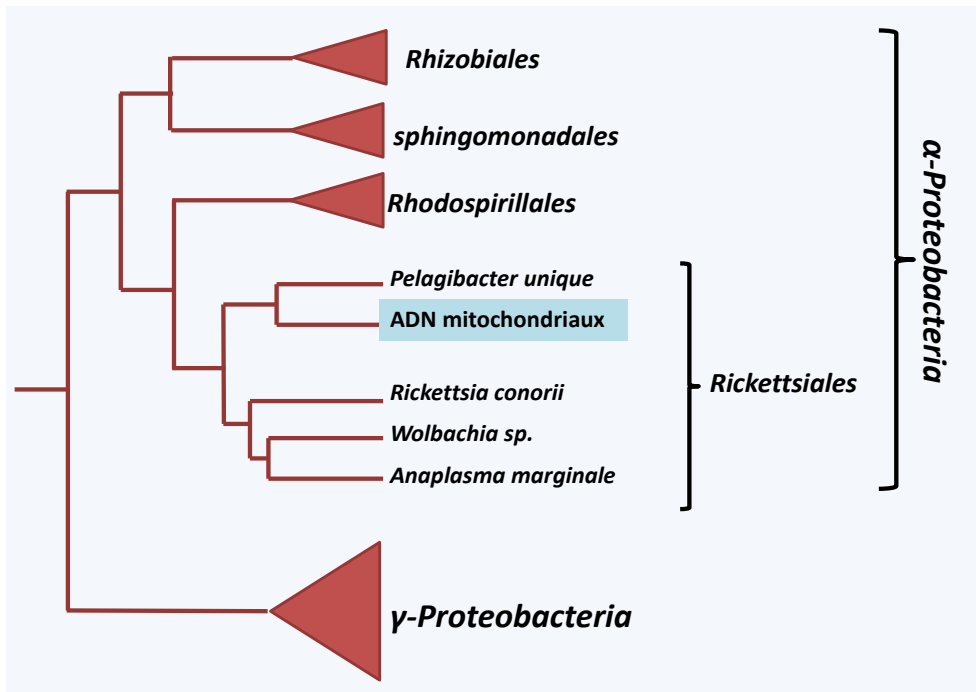 Rhizobiales
sphingomonadales
Rhodospirillales
Pelagibacter unique
ADN mitochondriaux
Rickettsia conorii
Wolbachia sp.
Anaplasma marginale
Rickettsiales
α-Proteobacteria
γ-Proteobacteria